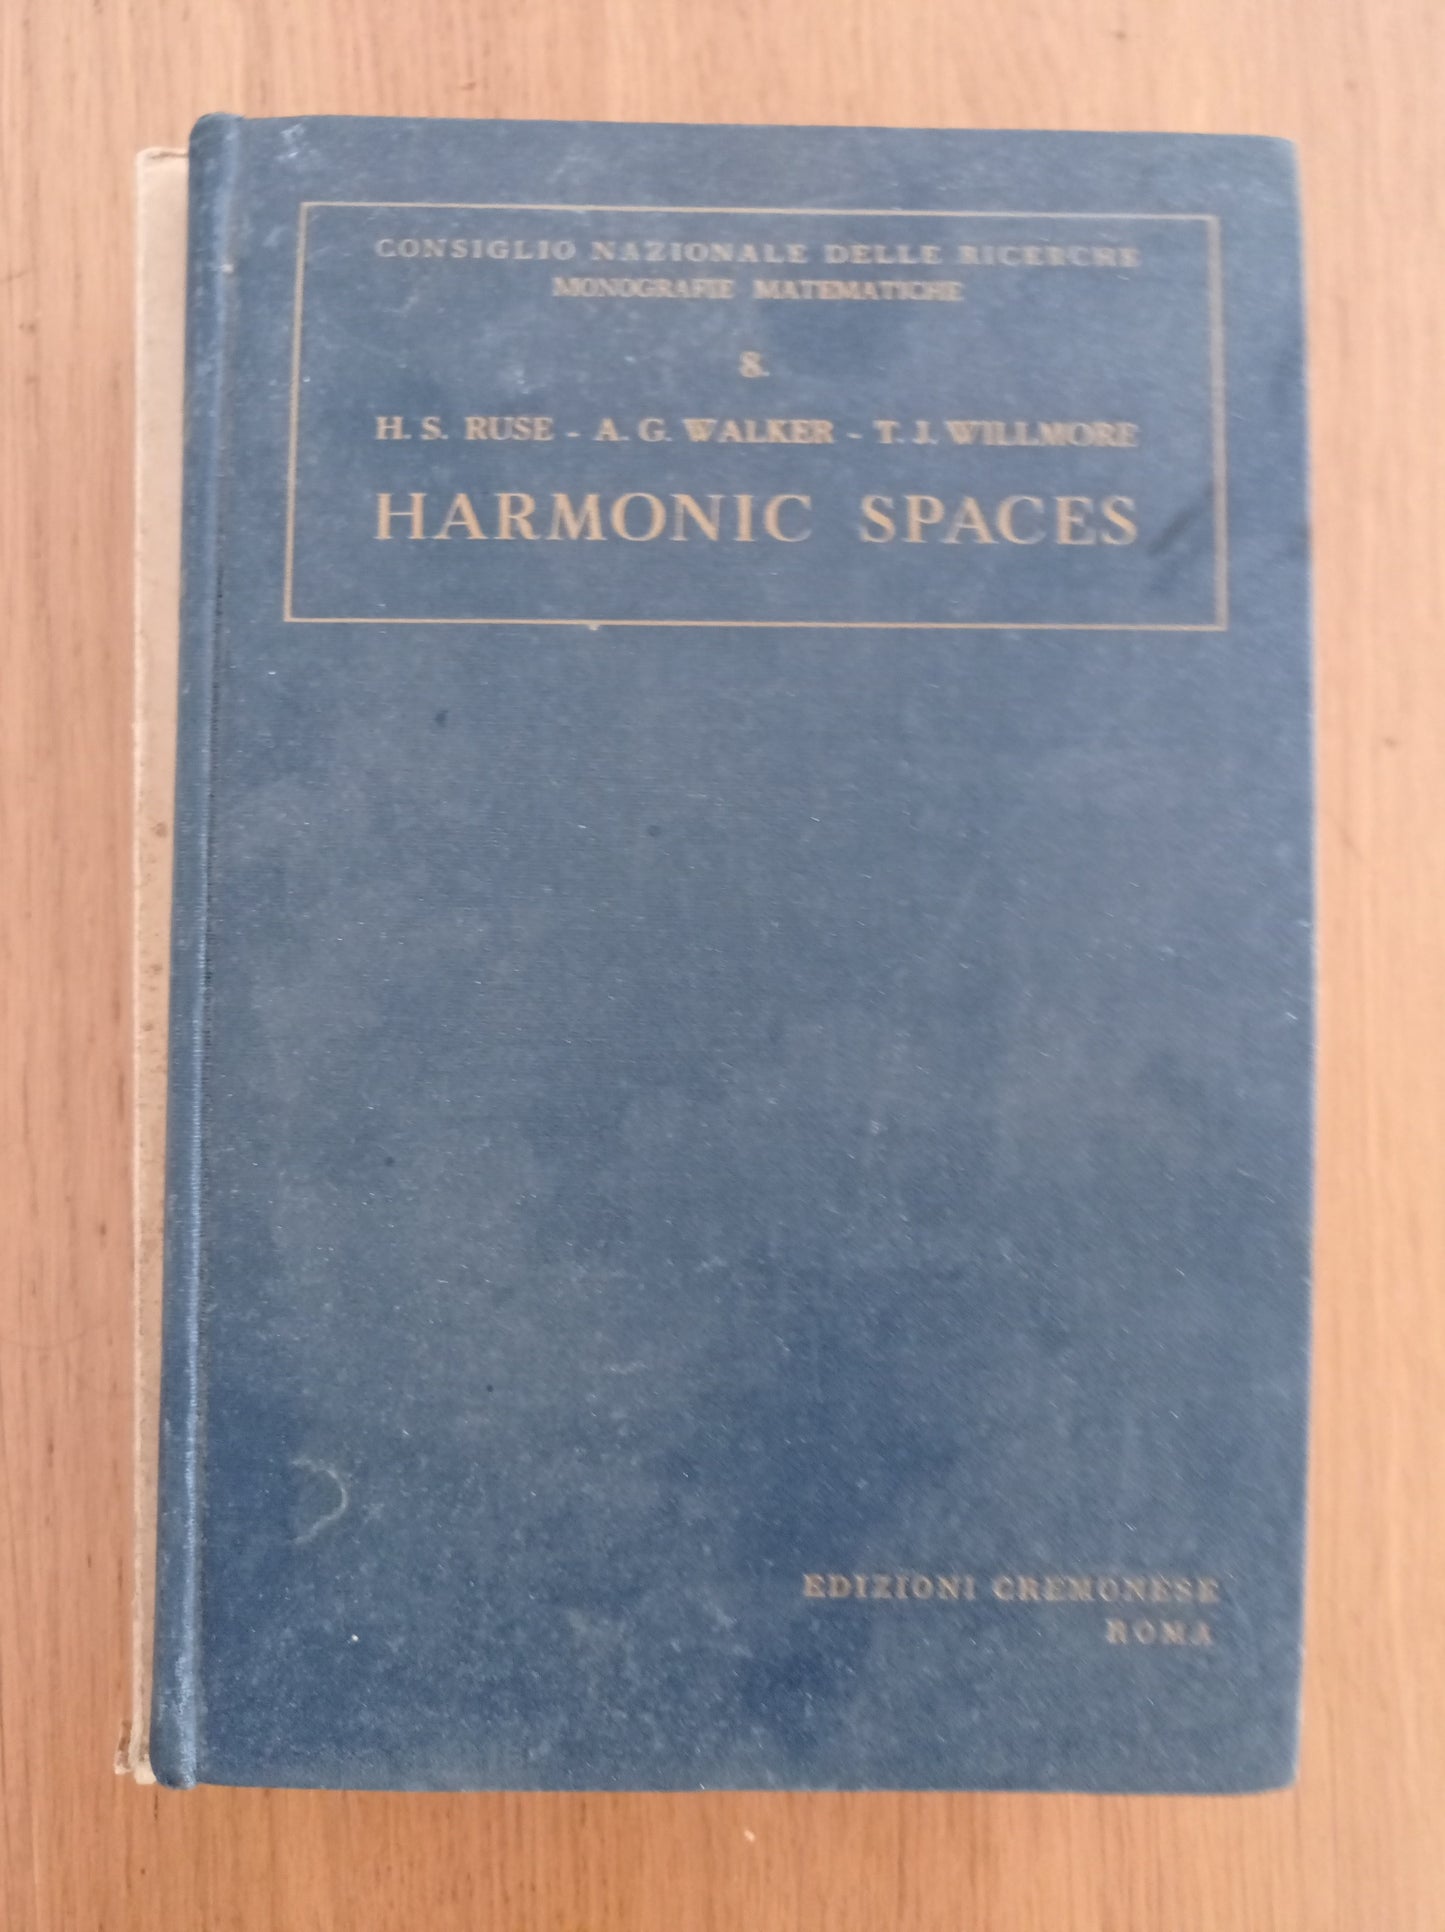 CONSIGLIO NAZIONALE DELLE RICERCHE
MONOGRAFIE MATEMATICHE
8.
H. S. RUSE - A. G. WALKER - T. J. WILLMORE
HARMONIC SPACES
EDIZIONI CREMONESE
ROMA